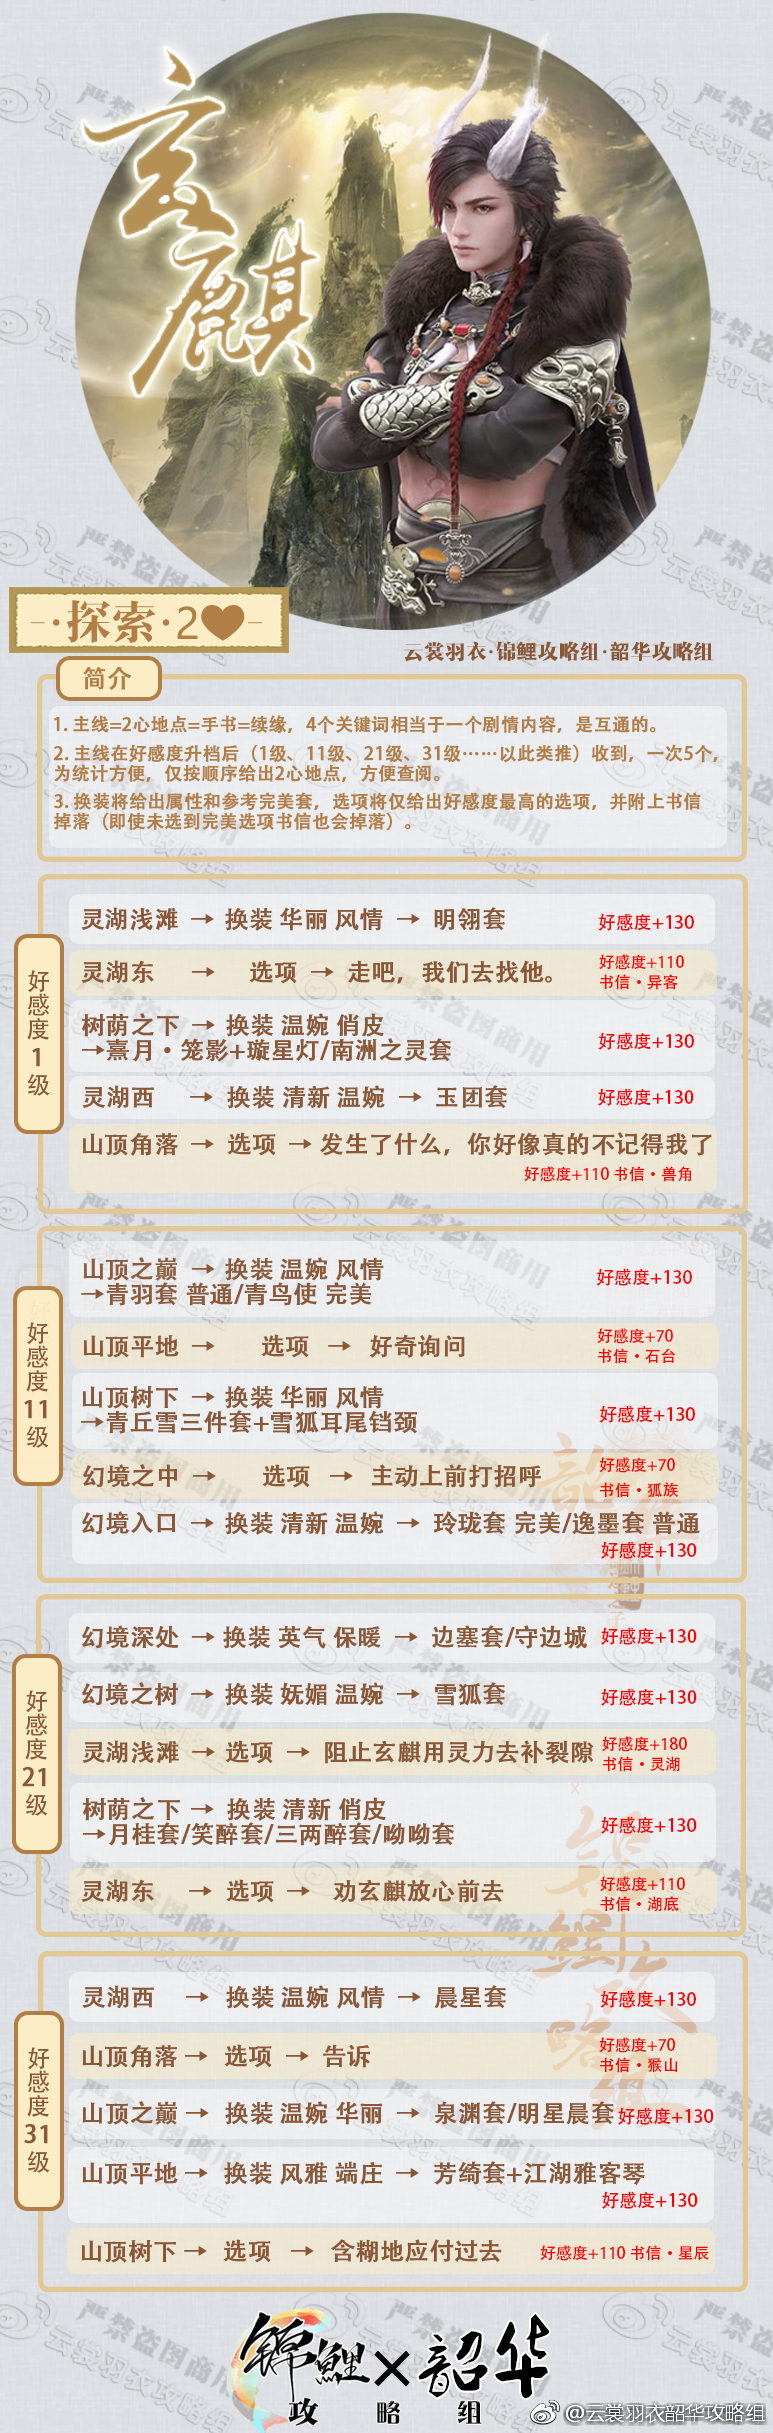 玄麒
·探索·2
云裳羽衣·锦鲤攻略组·韶华攻略组
简介
1. 主线=2心地点=手书=续缘，4个关键词相当于一个剧情内容，是互通的。
2. 主线在好感度升档后（1级、11级、21级、31级……以此类推）收到，一次5个，
为统计方便，仅按顺序给出2心地点，方便查阅。
3. 换装将给出属性和参考完美套，选项将仅给出好感度最高的选项，并附上书信
掉落（即使未选到完美选项书信也会掉落）。
好感度1级
灵湖浅滩 → 换装 华丽 风情 → 明翎套 好感度+130
灵湖东 → 选项 → 走吧，我们去找他。 好感度+110
书信·异客
树荫之下 → 换装 温婉 俏皮
→熹月·笼影+璇星灯/南洲之灵套 好感度+130
灵湖西 → 换装 清新 温婉 → 玉团套 好感度+130
山顶角落 → 选项 → 发生了什么，你好像真的不记得我了
好感度+110 书信·兽角
好感度11级
山顶之巅 → 换装 温婉 风情
→青羽套 普通/青鸟使 完美 好感度+130
山顶平地 → 选项 → 好奇询问 好感度+70
书信·石台
山顶树下 → 换装 华丽 风情
→青丘雪三件套+雪狐耳尾铛颈 好感度+130
幻境之中 → 选项 → 主动上前打招呼 好感度+70
书信·狐族
幻境入口 → 换装 清新 温婉 → 玲珑套 完美/逸墨套 普通
好感度+130
好感度21级
幻境深处 → 换装 英气 保暖 → 边塞套/守边城 好感度+130
幻境之树 → 换装 妩媚 温婉 → 雪狐套 好感度+130
灵湖浅滩 → 选项 → 阻止玄麒用灵力去补裂隙 好感度+180
书信·灵湖
树荫之下 → 换装 清新 俏皮
→月桂套/笑醉套/三两醉套/呦呦套 好感度+130
灵湖东 → 选项 → 劝玄麒放心前去 好感度+110
书信·湖底
好感度31级
灵湖西 → 换装 温婉 风情 → 晨星套 好感度+130
山顶角落 → 选项 → 告诉 好感度+70
书信·猴山
山顶之巅 → 换装 温婉 华丽 → 泉渊套/明星晨套 好感度+130
山顶平地 → 换装 风雅 端庄 → 芳绮套+江湖雅客琴
好感度+130
山顶树下 → 选项 → 含糊地应付过去 好感度+110 书信·星辰
锦鲤×韶华
攻略组
@云裳羽衣韶华攻略组
严禁盗图商用
云裳羽衣攻略组